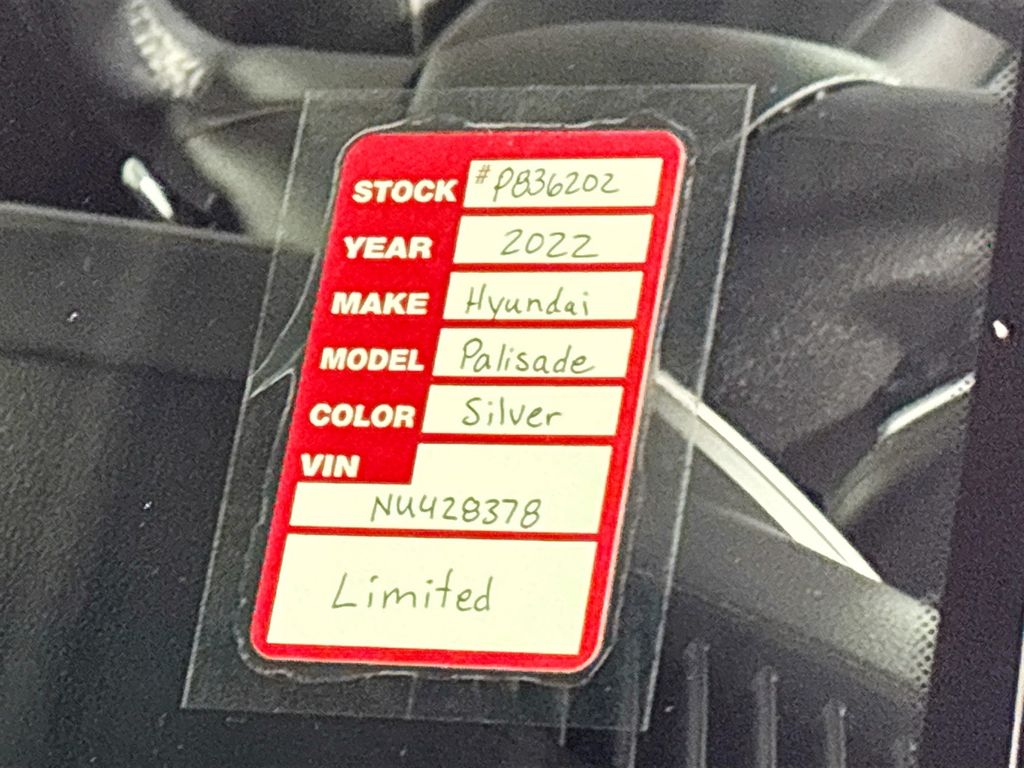 STOCK #P836202
YEAR 2022
MAKE Hyundai
MODEL Palisade
COLOR Silver
VIN
NU428378
Limited